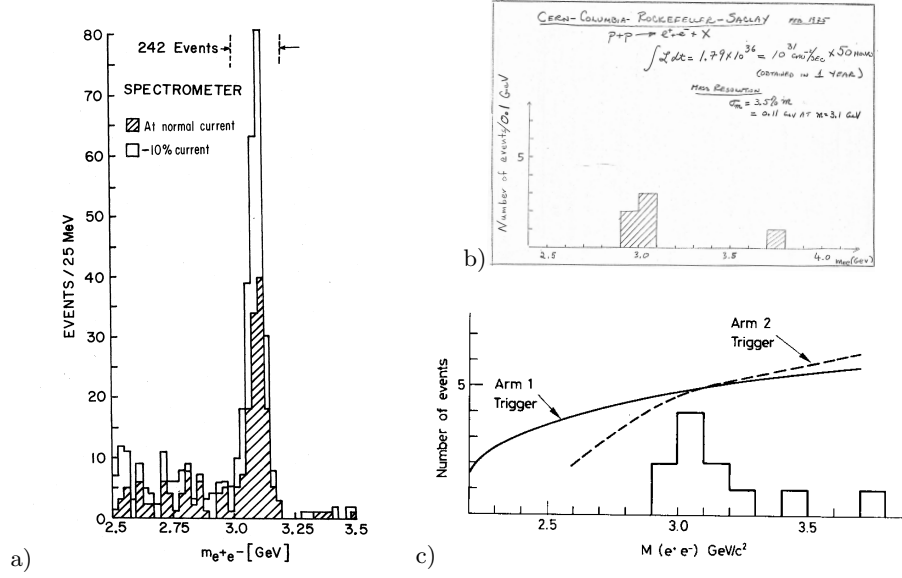 80
242 Events
70
SPECTROMETER
At normal current
-10% current
60
50
40
30
20
10
0
EVENTS / 25 MeV
2.5 2.75 3.0 3.25 3.5
m e+e- [GeV]
a)
CERN-COLUMBIA-ROCKEFELLER-SACLAY
p+p → e+ e- + X
∫ L dt = 1.79×10^36 = 10^31 cm^-2/sec × 50 HOURS
(OBTAINED IN 1 YEAR)
MASS RESOLUTION
σm = 3.5% m
= 0.11 GeV AT m=3.1 GeV
Number of events/0.1 GeV
5
2.5 3.0 3.5 4.0 mee(GeV)
b)
Arm 2
Trigger
Arm 1
Trigger
5
Number of events
2.5 3.0 3.5
M (e+ e-) GeV/c²
c)